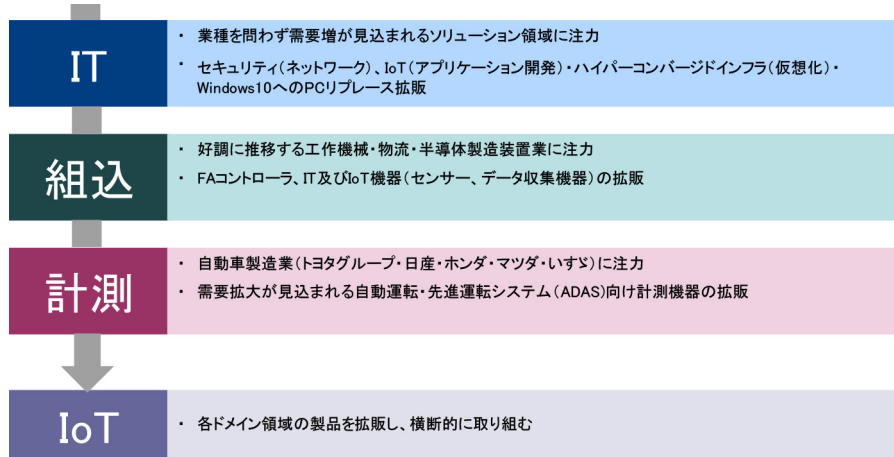 IT
・ 業種を問わず需要増が見込まれるソリューション領域に注力
・ セキュリティ(ネットワーク)、IoT(アプリケーション開発)・ハイパーコンバージドインフラ(仮想化)・
Windows10へのPCリプレース拡販
組込
・ 好調に推移する工作機械・物流・半導体製造装置業に注力
・ FAコントローラ、IT及びIoT機器(センサー、データ収集機器)の拡販
計測
・ 自動車製造業(トヨタグループ・日産・ホンダ・マツダ・いすゞ)に注力
・ 需要拡大が見込まれる自動運転・先進運転システム(ADAS)向け計測機器の拡販
IoT
・ 各ドメイン領域の製品を拡販し、横断的に取り組む